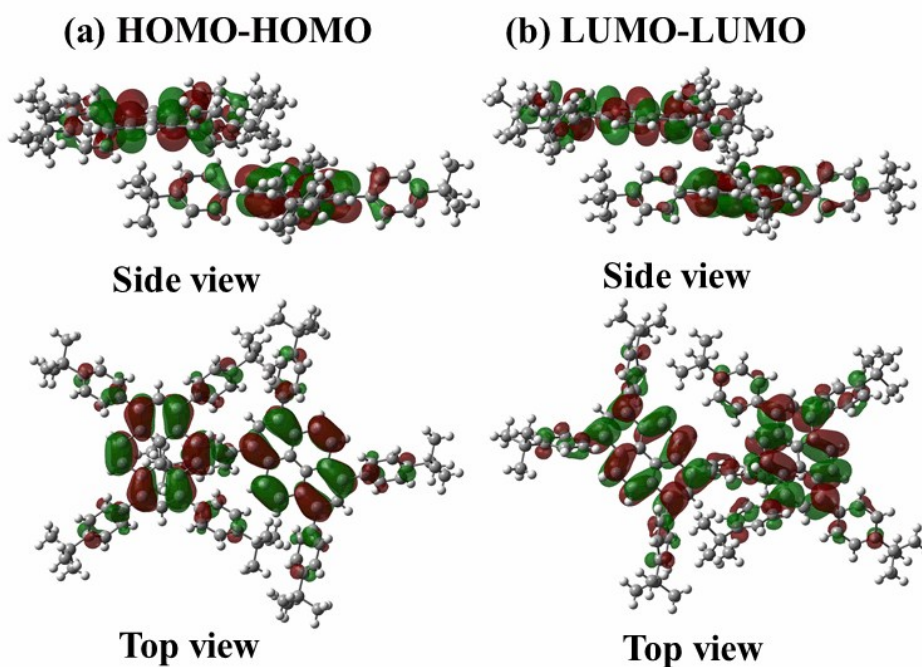 (a) HOMO-HOMO
(b) LUMO-LUMO
Side view
Side view
Top view
Top view